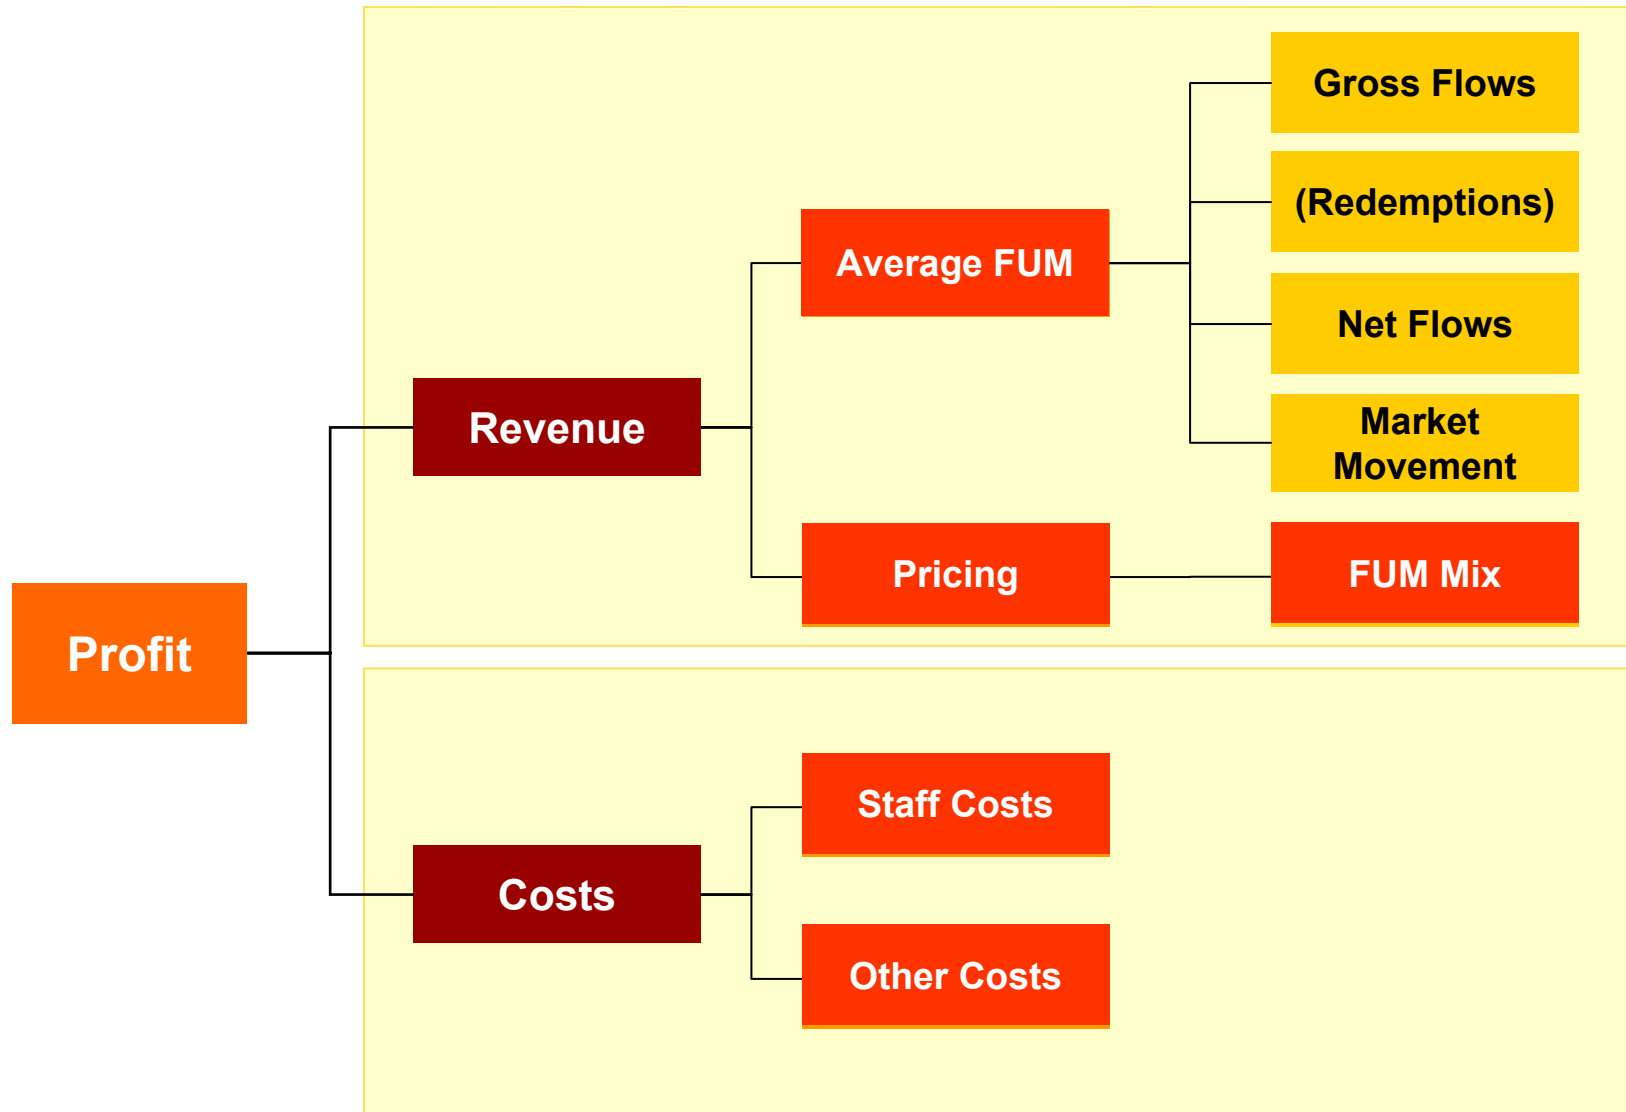 Gross Flows
(Redemptions)
Average FUM
Net Flows
Market
Movement
Revenue
Pricing
FUM Mix
Profit
Staff Costs
Costs
Other Costs